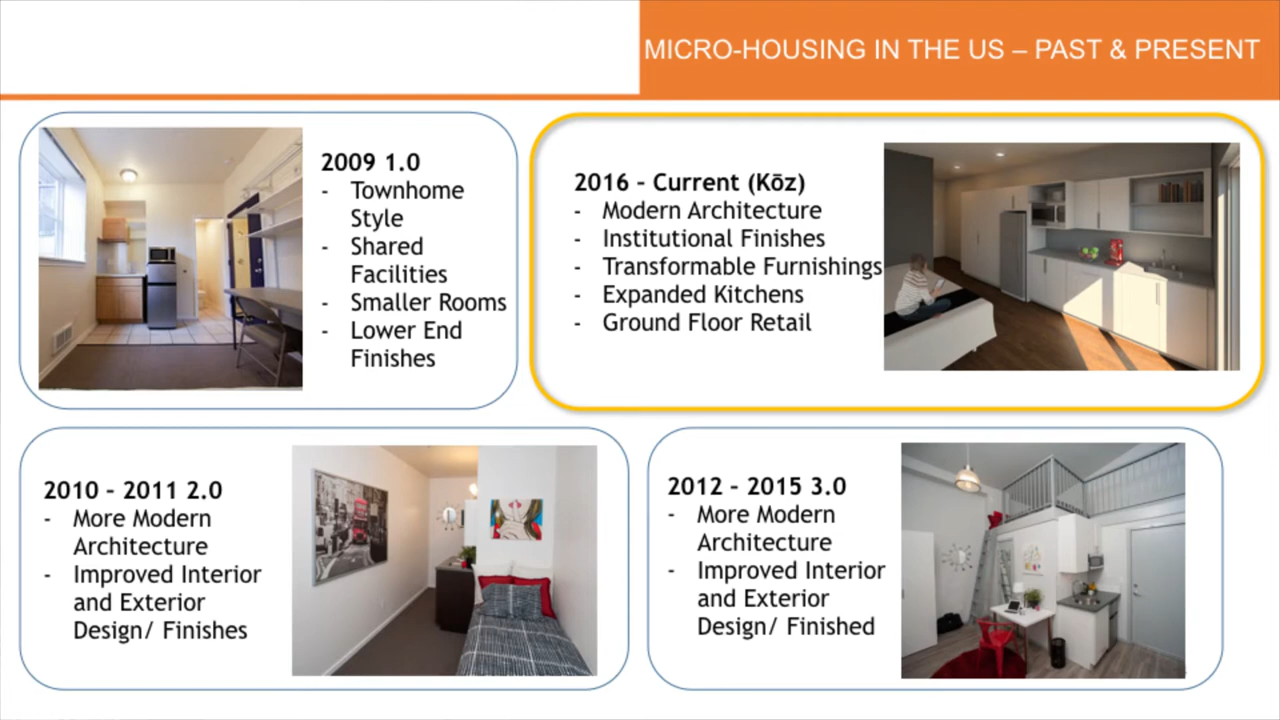 MICRO-HOUSING IN THE US – PAST & PRESENT
2009 1.0
- Townhome
Style
- Shared
Facilities
- Smaller Rooms
- Lower End
Finishes
2016 - Current (Kōz)
- Modern Architecture
- Institutional Finishes
- Transformable Furnishings
- Expanded Kitchens
- Ground Floor Retail
2010 - 2011 2.0
- More Modern
Architecture
- Improved Interior
and Exterior
Design/ Finishes
2012 - 2015 3.0
- More Modern
Architecture
- Improved Interior
and Exterior
Design/ Finished